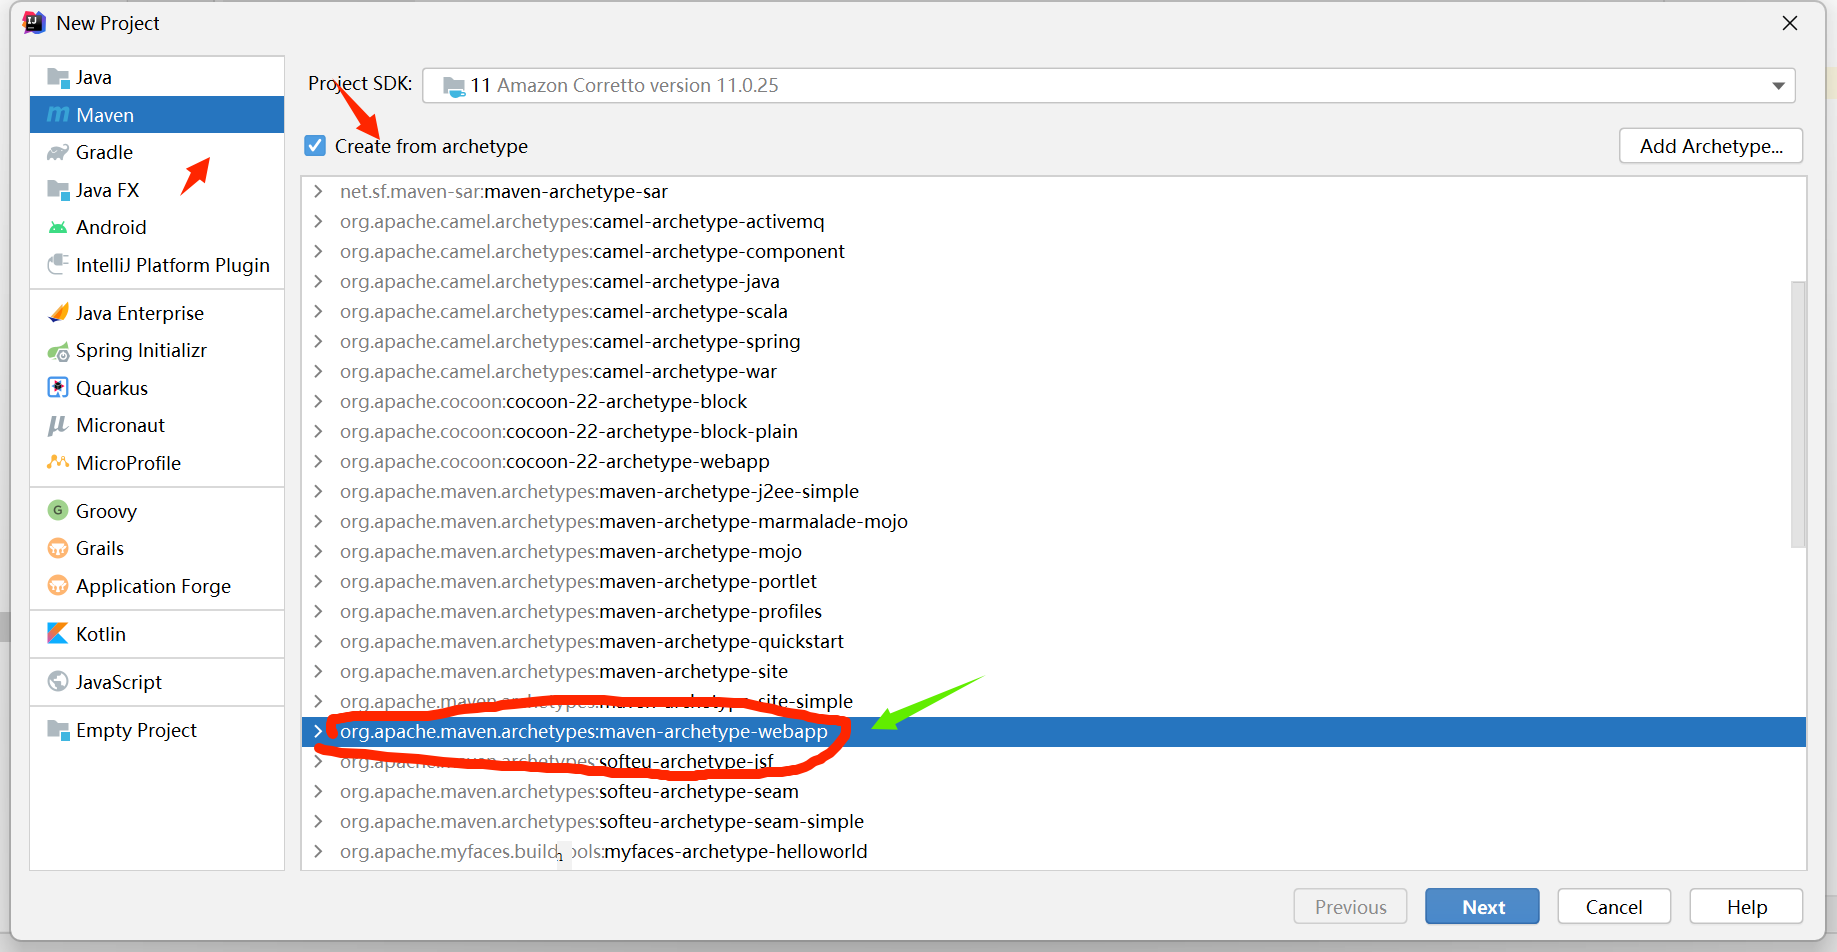 New Project
Java
Maven
Gradle
Java FX
Android
IntelliJ Platform Plugin
Java Enterprise
Spring Initializr
Quarkus
Micronaut
MicroProfile
Groovy
Grails
Application Forge
Kotlin
JavaScript
Empty Project
Project SDK: 11 Amazon Corretto version 11.0.25
Create from archetype
Add Archetype...
net.sf.maven-sar:maven-archetype-sar
org.apache.camel.archetypes:camel-archetype-activemq
org.apache.camel.archetypes:camel-archetype-component
org.apache.camel.archetypes:camel-archetype-java
org.apache.camel.archetypes:camel-archetype-scala
org.apache.camel.archetypes:camel-archetype-spring
org.apache.camel.archetypes:camel-archetype-war
org.apache.cocoon:cocoon-22-archetype-block
org.apache.cocoon:cocoon-22-archetype-block-plain
org.apache.cocoon:cocoon-22-archetype-webapp
org.apache.maven.archetypes:maven-archetype-j2ee-simple
org.apache.maven.archetypes:maven-archetype-marmalade-mojo
org.apache.maven.archetypes:maven-archetype-mojo
org.apache.maven.archetypes:maven-archetype-portlet
org.apache.maven.archetypes:maven-archetype-profiles
org.apache.maven.archetypes:maven-archetype-quickstart
org.apache.maven.archetypes:maven-archetype-site
org.apache.maven.archetypes:maven-archetype-site-simple
org.apache.maven.archetypes:maven-archetype-webapp
org.apache.maven.archetypes:softeu-archetype-jsf
org.apache.maven.archetypes:softeu-archetype-seam
org.apache.maven.archetypes:softeu-archetype-seam-simple
org.apache.myfaces.build ools:myfaces-archetype-helloworld
Previous
Next
Cancel
Help